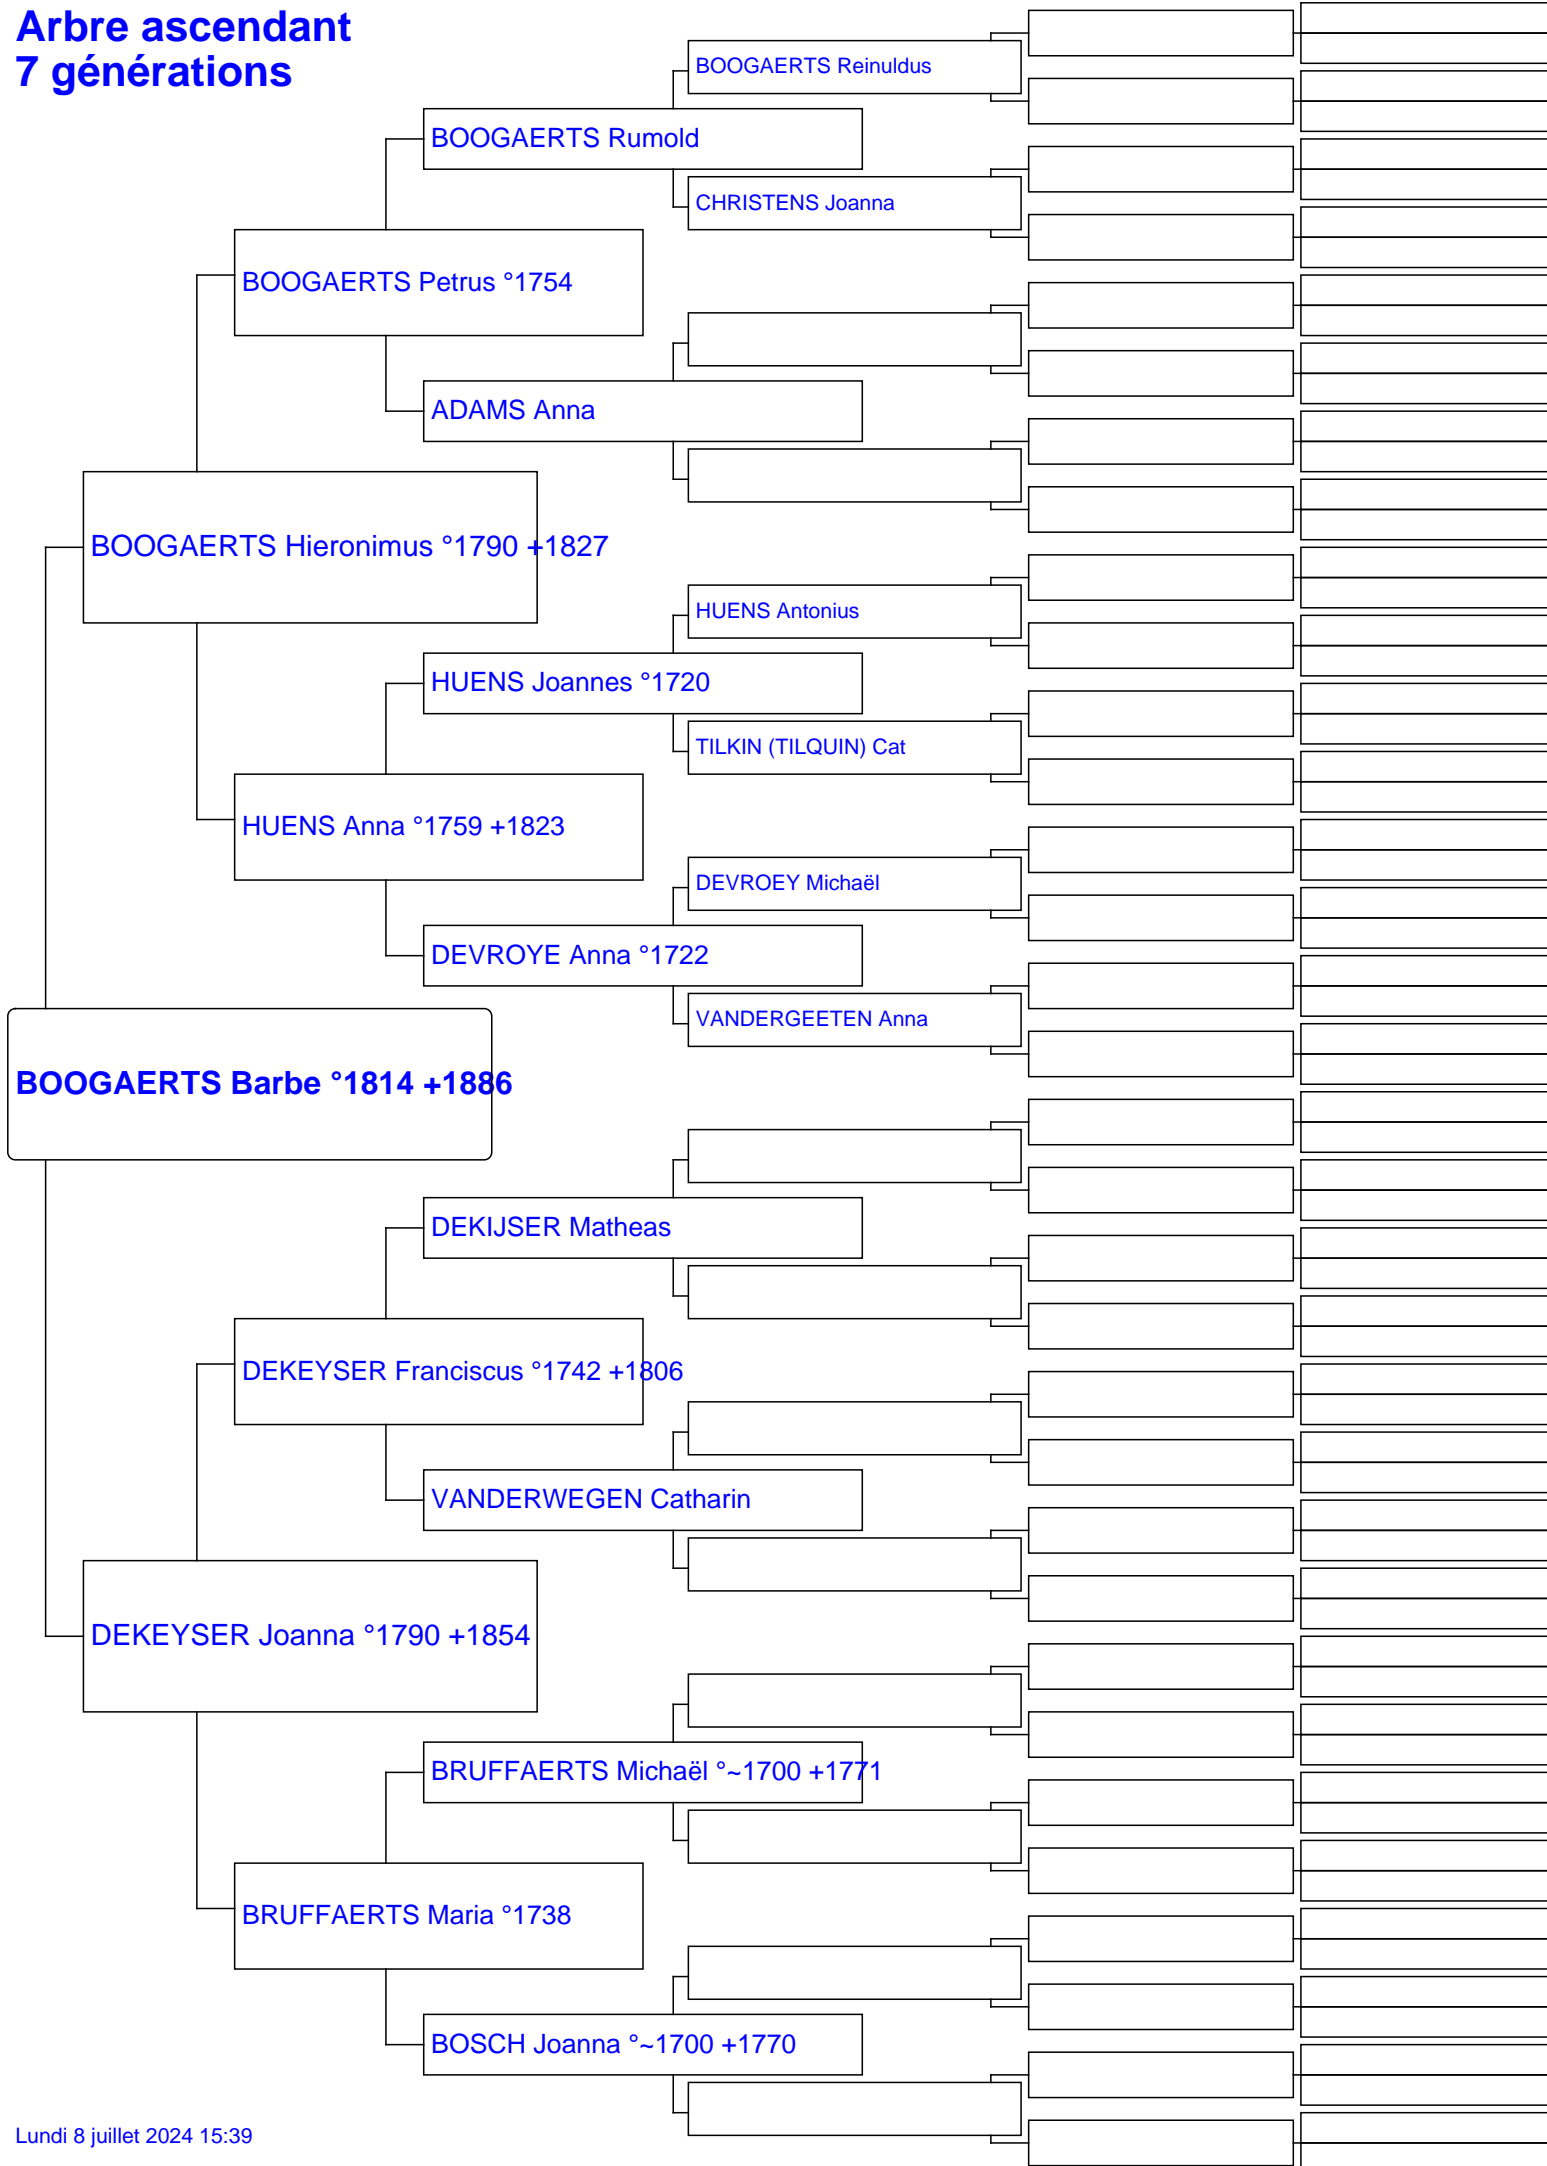 Arbre ascendant
7 générations
BOOGAERTS Reinuldus
BOOGAERTS Rumold
CHRISTENS Joanna
BOOGAERTS Petrus °1754
ADAMS Anna
BOOGAERTS Hieronimus °1790 +1827
HUENS Antonius
HUENS Joannes °1720
TILKIN (TILQUIN) Cat
HUENS Anna °1759 +1823
DEVROEY Michaël
DEVROYE Anna °1722
VANDERGEETEN Anna
BOOGAERTS Barbe °1814 +1886
DEKIJSER Matheas
DEKEYSER Franciscus °1742 +1806
VANDERWEGEN Catharin
DEKEYSER Joanna °1790 +1854
BRUFFAERTS Michaël °~1700 +1771
BRUFFAERTS Maria °1738
BOSCH Joanna °~1700 +1770
Lundi 8 juillet 2024 15:39